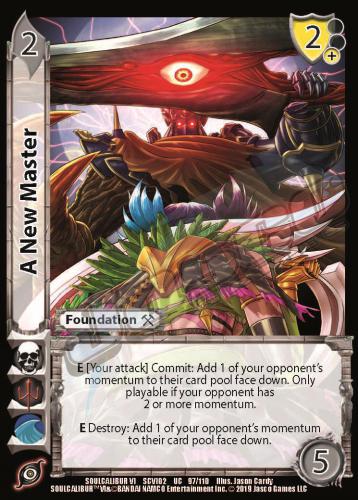 2
2
+
A New Master
Foundation
E [Your attack] Commit: Add 1 of your opponent's
momentum to their card pool face down. Only
playable if your opponent has
2 or more momentum.
E Destroy: Add 1 of your opponent's
momentum to their card pool face down.
5
SOULCALIBUR VI SCVI02 UC 97/110 Illus. Jason Cardy
SOULCALIBUR™VI&©BANDAI NAMCO Entertainment Inc. © 2019 Jasco Games LLC